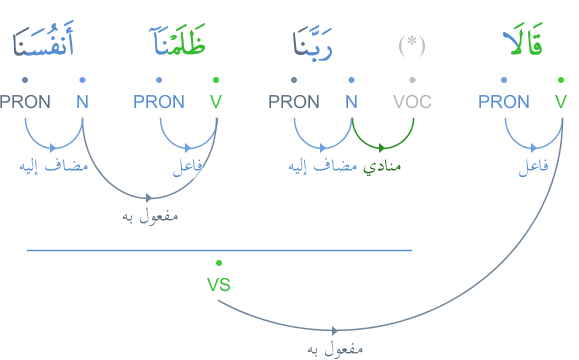 قَالَا (*) رَبَّنَا ظَلَمْنَآ أَنفُسَنَا
V PRON VOC N PRON V PRON N PRON
فاعل منادي مضاف إليه فاعل مضاف إليه
مفعول به
VS
مفعول به